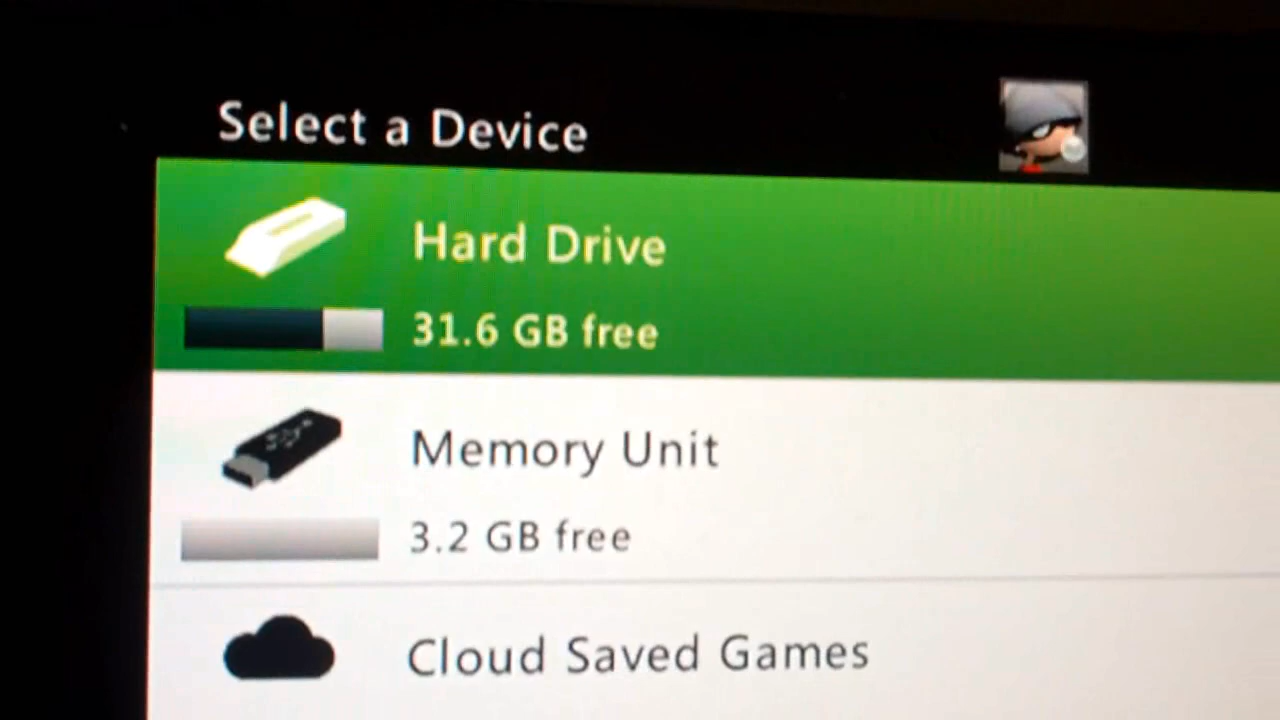 Select a Device
Hard Drive
31.6 GB free
Memory Unit
3.2 GB free
Cloud Saved Games